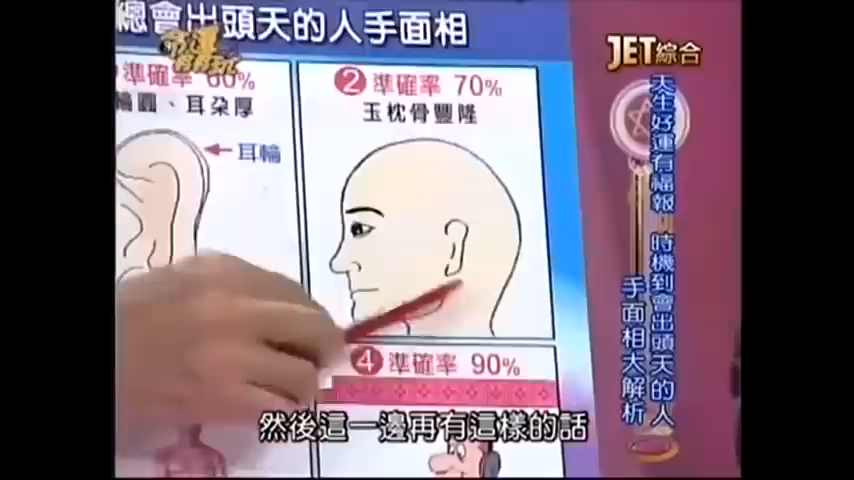 總會出頭天的人手面相
準確率 60%
輪圓、耳朵厚
耳輪
2 準確率 70%
玉枕骨豐隆
4 準確率 90%
然後這一邊再有這樣的話
JET綜合
天生好運有福報 時機到會出頭天的人
手面相大解析